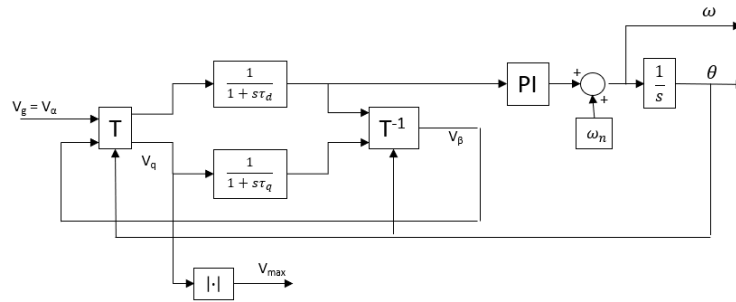 ω
V_g = V_α
T
V_q
1
1 + sτ_d
1
1 + sτ_q
T⁻¹
V_β
PI
+
+
ω_n
1
s
θ
|·|
V_max